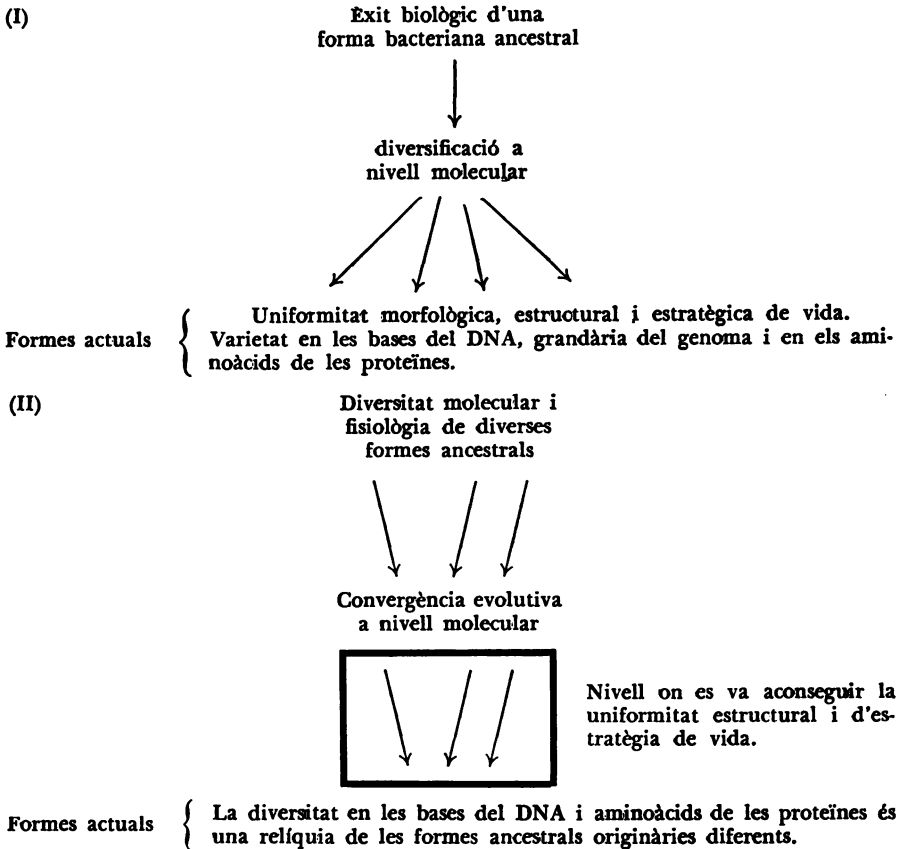 (I)
Èxit biològic d'una
forma bacteriana ancestral
diversificació a
nivell molecular
Formes actuals
Uniformitat morfològica, estructural i estratègica de vida.
Varietat en les bases del DNA, grandària del genoma i en els ami-
noàcids de les proteïnes.
(II)
Diversitat molecular i
fisiològia de diverses
formes ancestrals
Convergència evolutiva
a nivell molecular
Nivell on es va aconseguir la
uniformitat estructural i d'es-
tratègia de vida.
Formes actuals
La diversitat en les bases del DNA i aminoàcids de les proteïnes és
una relíquia de les formes ancestrals originàries diferents.